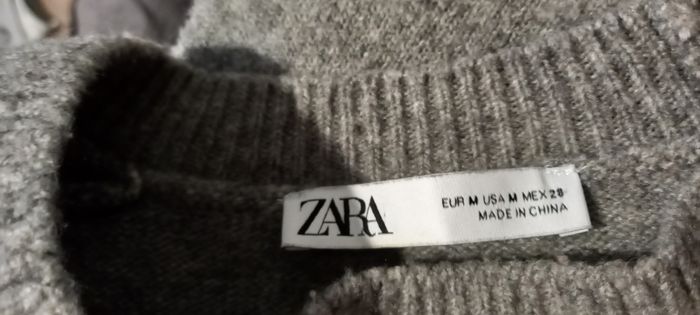 ZARA
EUR M USA M MEX 28
MADE IN CHINA